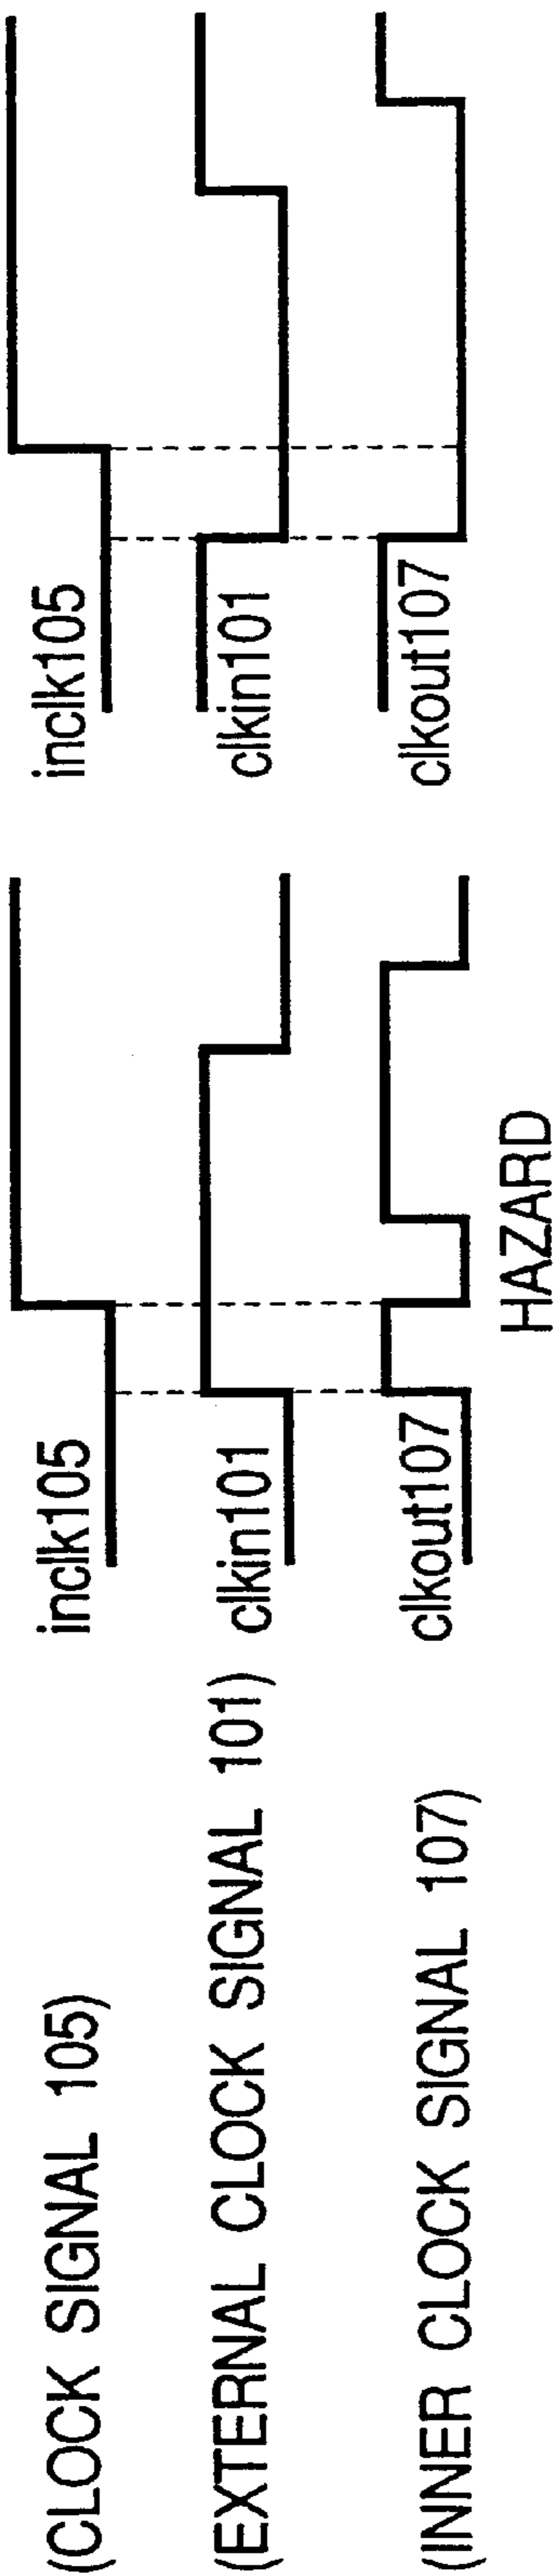 (CLOCK SIGNAL 105) inclk105 inclk105
(EXTERNAL CLOCK SIGNAL 101) clkin101 clkin101
(INNER CLOCK SIGNAL 107) clkout107 clkout107
HAZARD